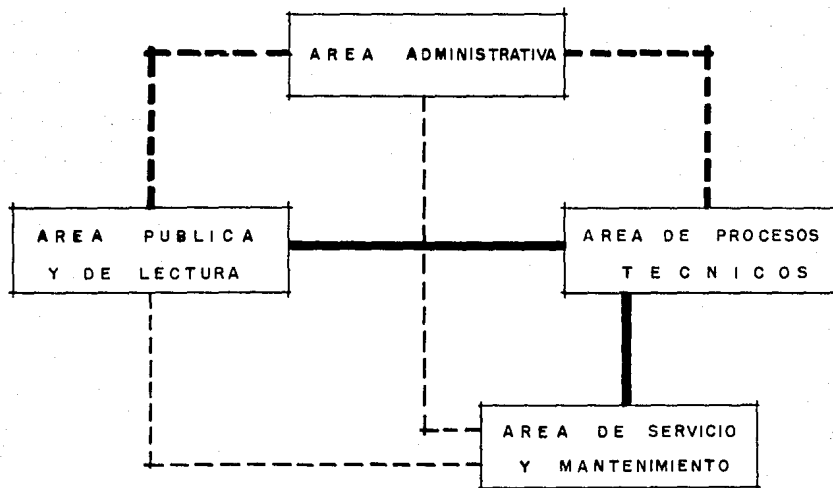 AREA ADMINISTRATIVA
AREA PUBLICA
Y DE LECTURA
AREA DE PROCESOS
TECNICOS
AREA DE SERVICIO
Y MANTENIMIENTO